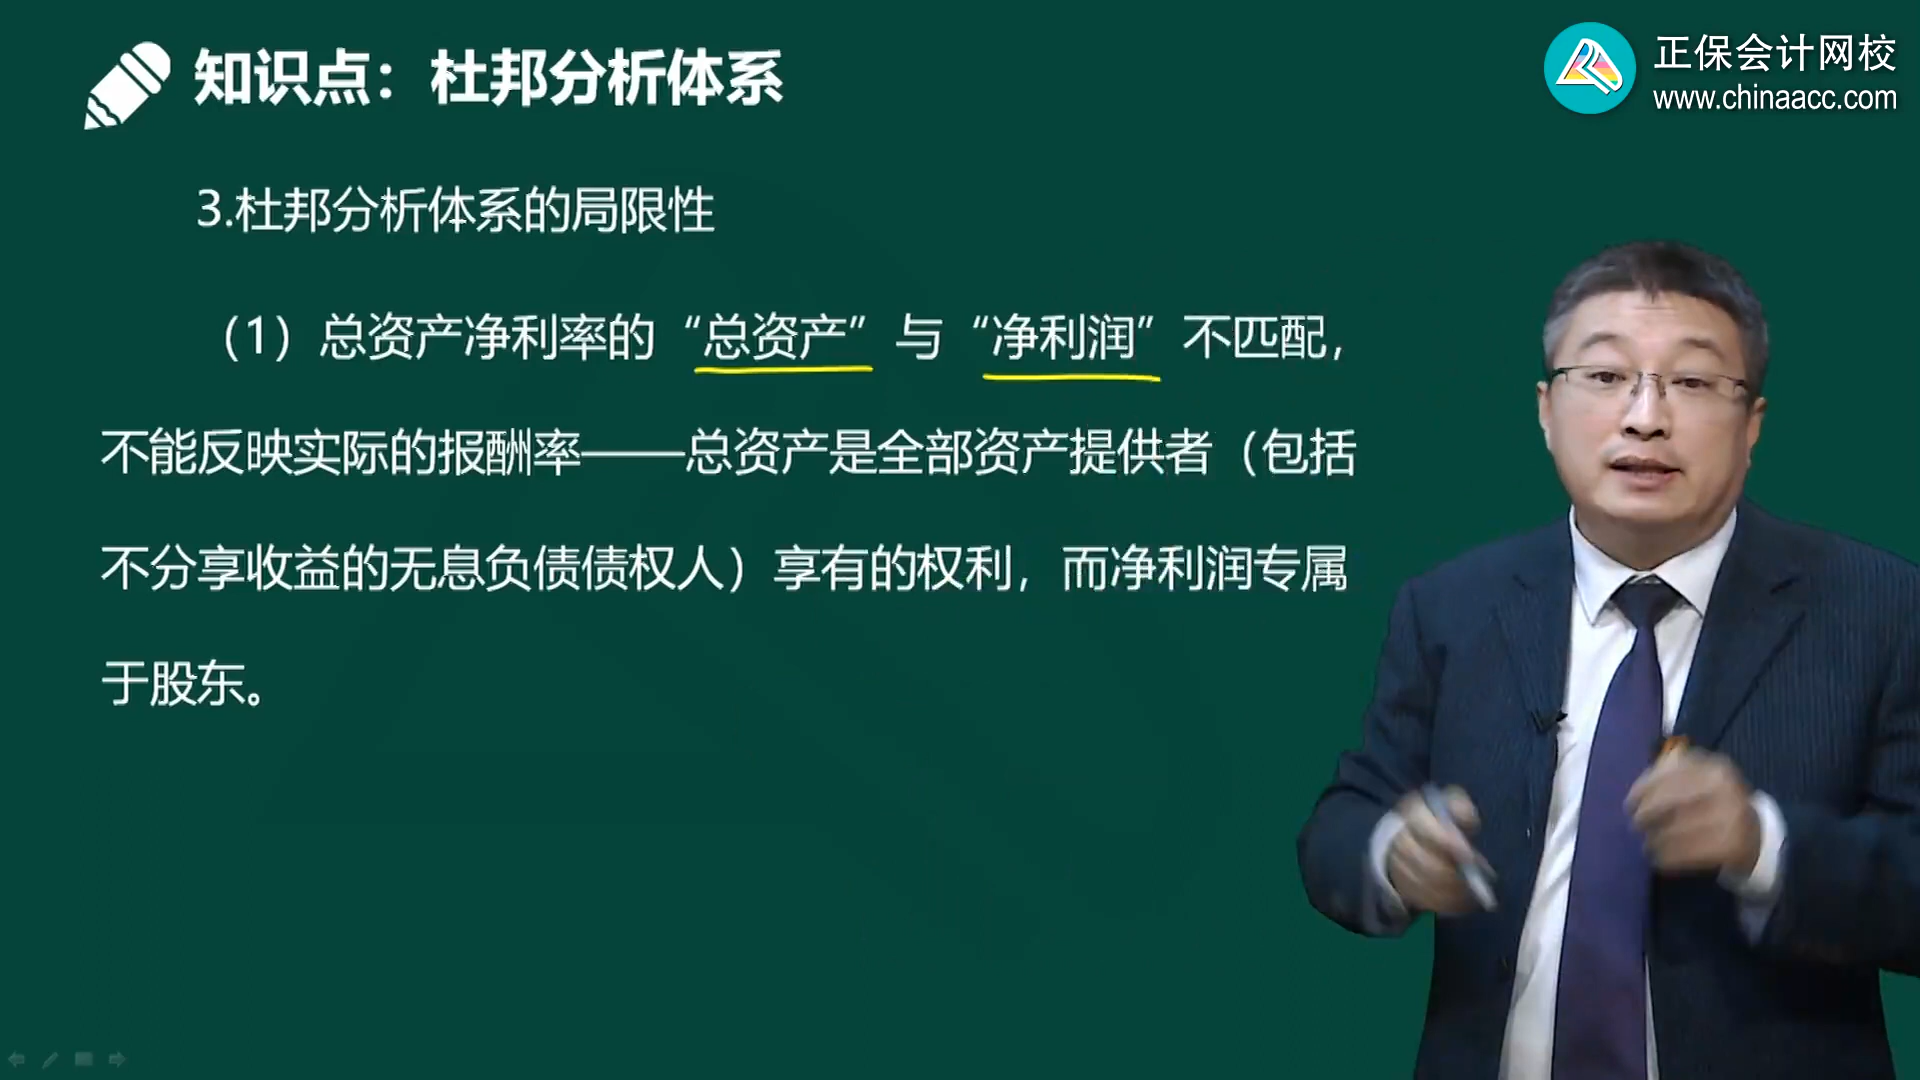 知识点：杜邦分析体系
正保会计网校
www.chinaacc.com
3.杜邦分析体系的局限性
（1）总资产净利率的“总资产”与“净利润”不匹配，
不能反映实际的报酬率——总资产是全部资产提供者（包括
不分享收益的无息负债债权人）享有的权利，而净利润专属
于股东。